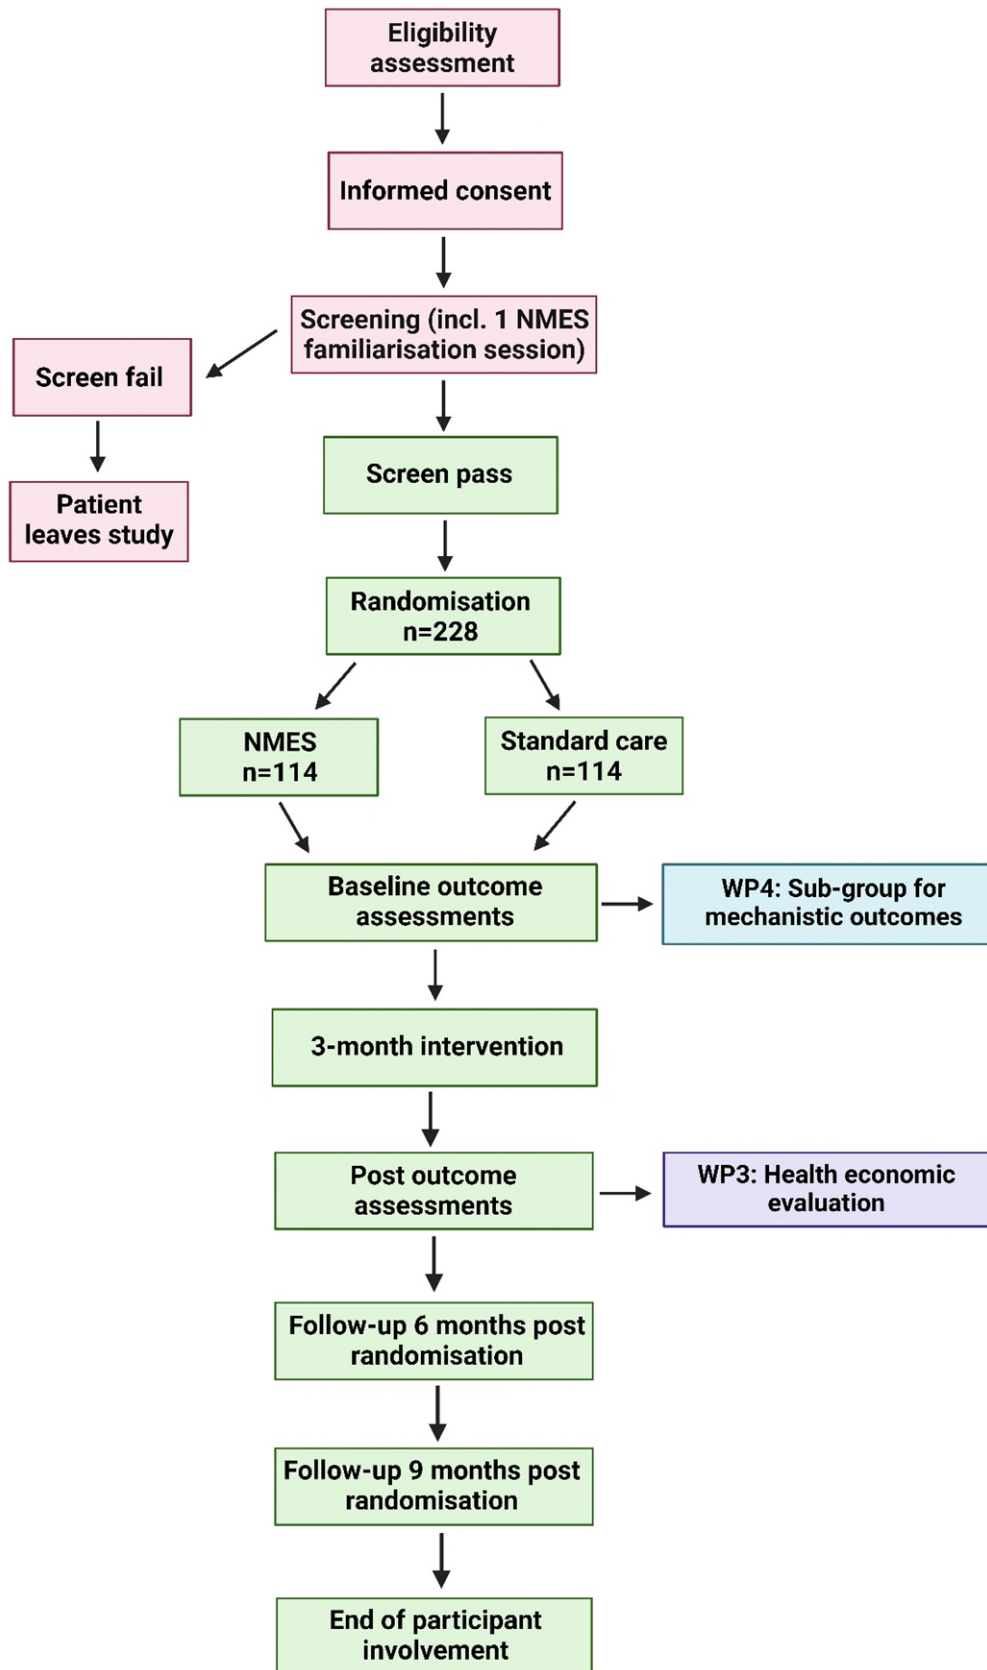 Eligibility
assessment
Informed consent
Screening (incl. 1 NMES
familiarisation session)
Screen fail
Patient
leaves study
Screen pass
Randomisation
n=228
NMES
n=114
Standard care
n=114
Baseline outcome
assessments
WP4: Sub-group for
mechanistic outcomes
3-month intervention
Post outcome
assessments
WP3: Health economic
evaluation
Follow-up 6 months post
randomisation
Follow-up 9 months post
randomisation
End of participant
involvement